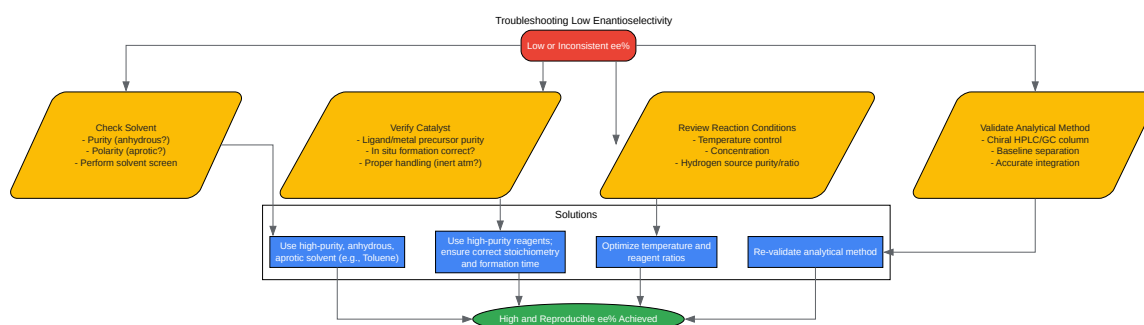 Troubleshooting Low Enantioselectivity
Low or Inconsistent ee%
Check Solvent
- Purity (anhydrous?)
- Polarity (aprotic?)
- Perform solvent screen
Verify Catalyst
- Ligand/metal precursor purity
- In situ formation correct?
- Proper handling (inert atm?)
Review Reaction Conditions
- Temperature control
- Concentration
- Hydrogen source purity/ratio
Validate Analytical Method
- Chiral HPLC/GC column
- Baseline separation
- Accurate integration
Solutions
Use high-purity, anhydrous,
aprotic solvent (e.g., Toluene)
Use high-purity reagents;
ensure correct stoichiometry
and formation time
Optimize temperature and
reagent ratios
Re-validate analytical method
High and Reproducible ee% Achieved